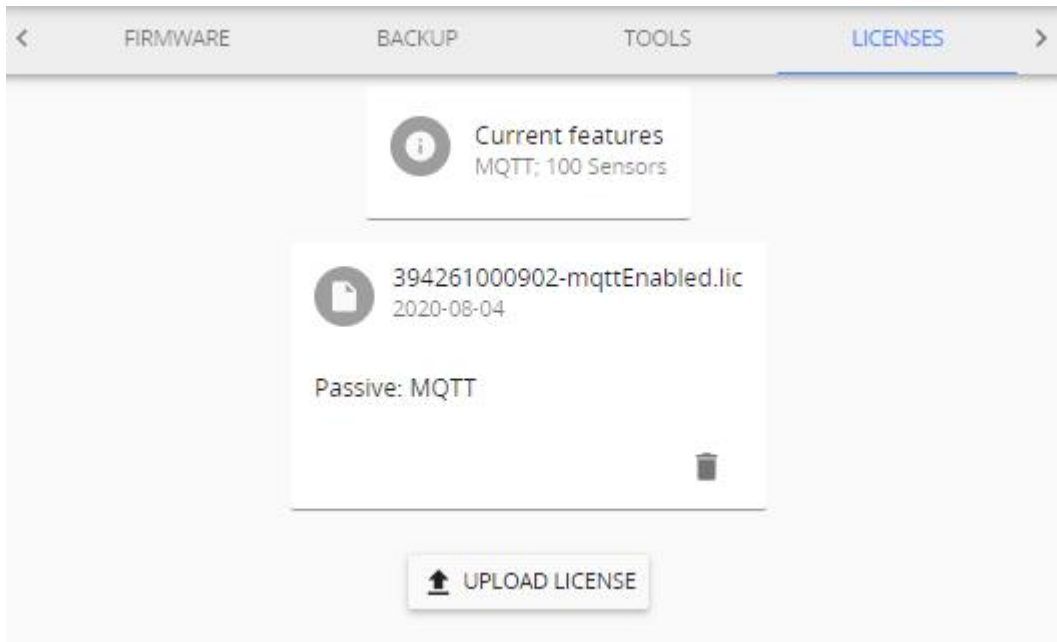 FIRMWARE BACKUP TOOLS LICENSES
Current features
MQTT; 100 Sensors
394261000902-mqttEnabled.lic
2020-08-04
Passive: MQTT
UPLOAD LICENSE